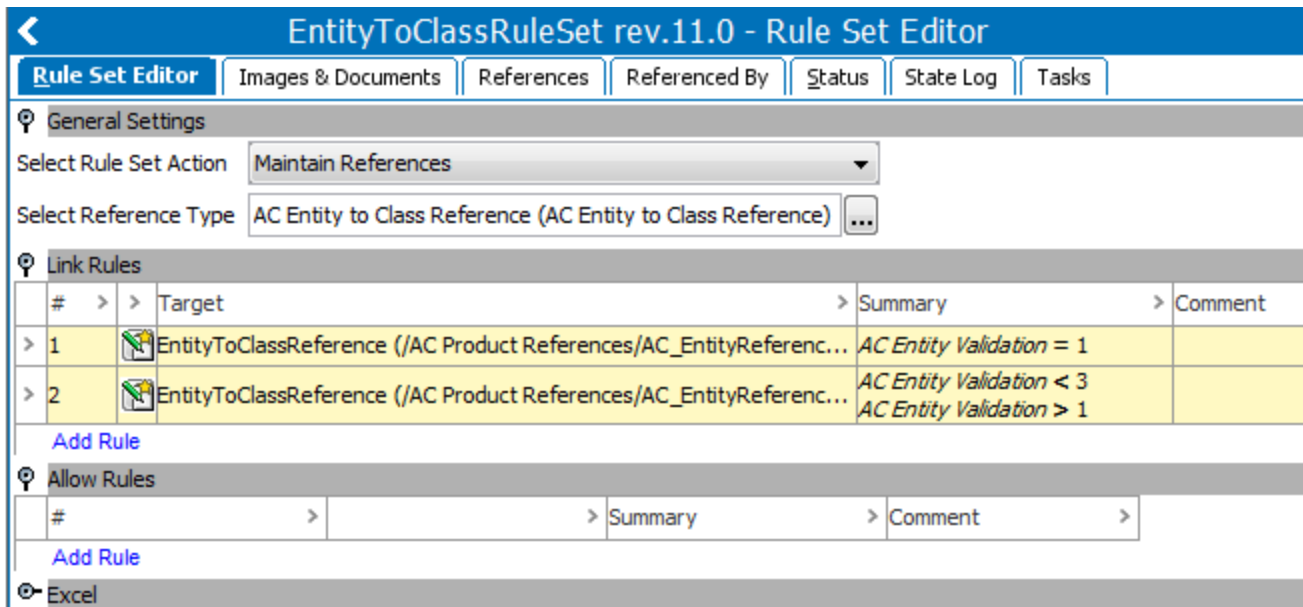 EntityToClassRuleSet rev.11.0 - Rule Set Editor
Rule Set Editor Images & Documents References Referenced By Status State Log Tasks
General Settings
Select Rule Set Action Maintain References
Select Reference Type AC Entity to Class Reference (AC Entity to Class Reference) ...
Link Rules
# > > Target > Summary > Comment
> 1 EntityToClassReference (/AC Product References/AC_EntityReferenc... AC Entity Validation = 1
> 2 EntityToClassReference (/AC Product References/AC_EntityReferenc... AC Entity Validation < 3
AC Entity Validation > 1
Add Rule
Allow Rules
# > > Summary > Comment >
Add Rule
Excel